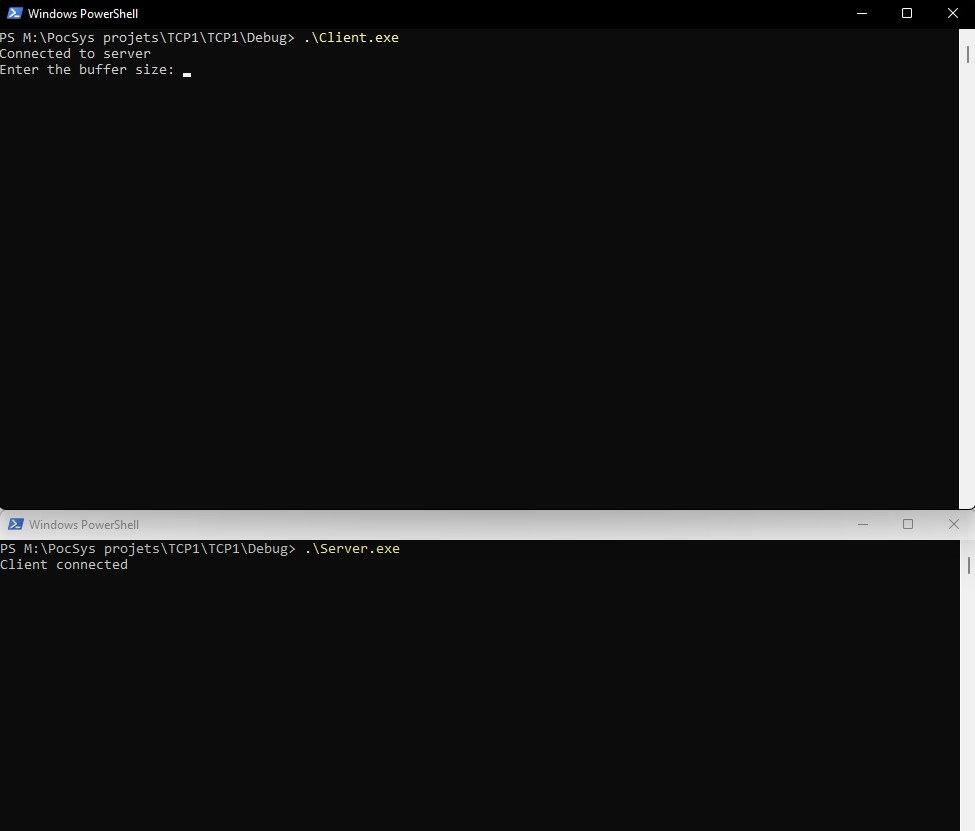 Windows PowerShell
PS M:\PocSys projets\TCP1\TCP1\Debug> .\Client.exe
Connected to server
Enter the buffer size:
Windows PowerShell
PS M:\PocSys projets\TCP1\TCP1\Debug> .\Server.exe
Client connected